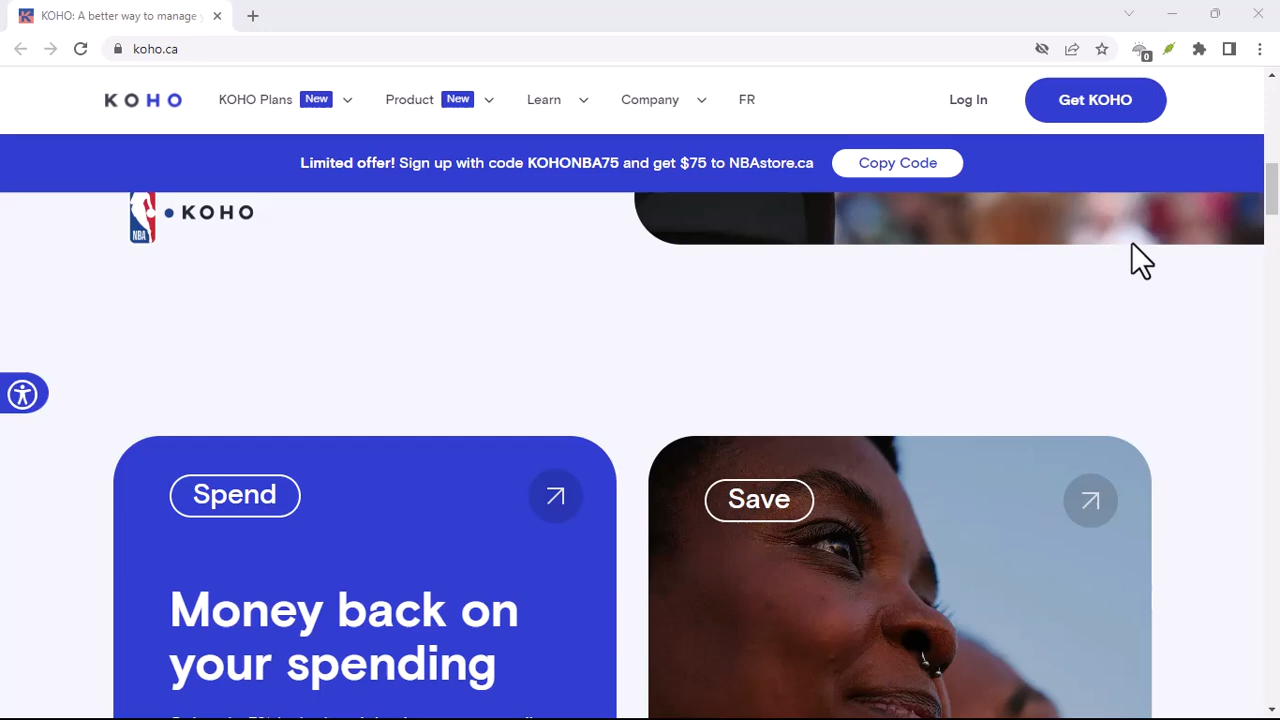 KOHO: A better way to manage
koho.ca
0
KOHO
KOHO Plans New
Product New
Learn
Company
FR
Log In
Get KOHO
Limited offer! Sign up with code KOHONBA75 and get $75 to NBAstore.ca
Copy Code
NBA
KOHO
Spend
Save
Money back on
your spending